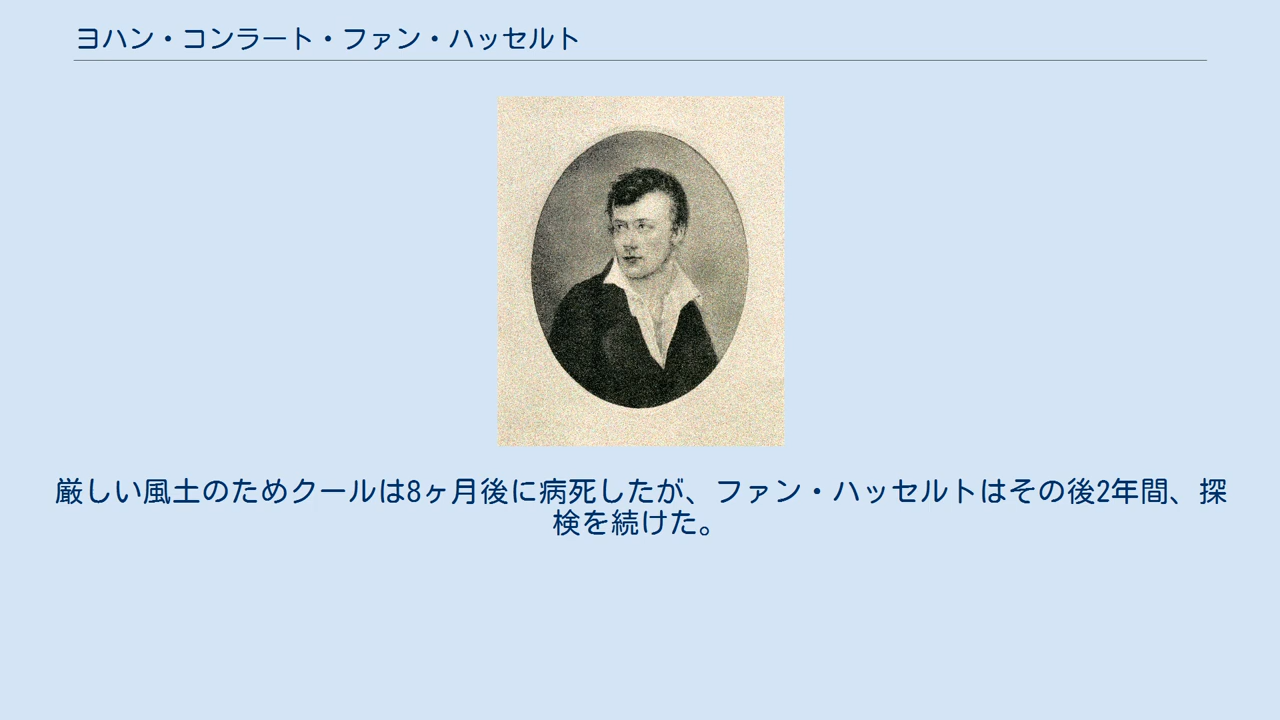 ヨハン・コンラート・ファン・ハッセルト
厳しい風土のためクールは8ヶ月後に病死したが、ファン・ハッセルトはその後2年間、探
検を続けた。